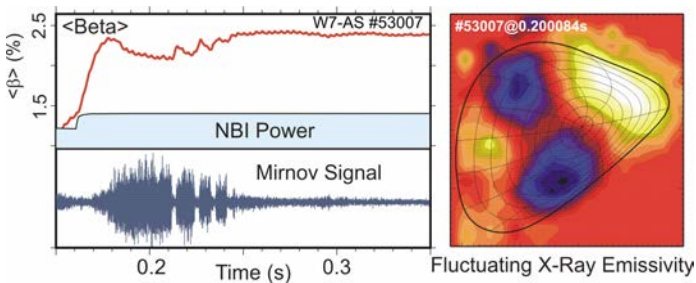 <Beta>
W7-AS #53007
<β> (%)
2.5
1.5
NBI Power
Mirnov Signal
0.2
0.3
Time (s)
#53007@0.200084s
Fluctuating X-Ray Emissivity